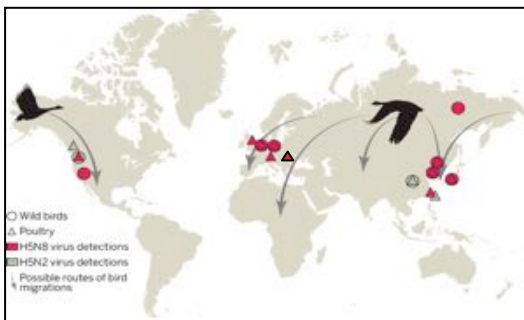 Wild birds
Poultry
H5N8 virus detections
H5N2 virus detections
Possible routes of bird
migrations